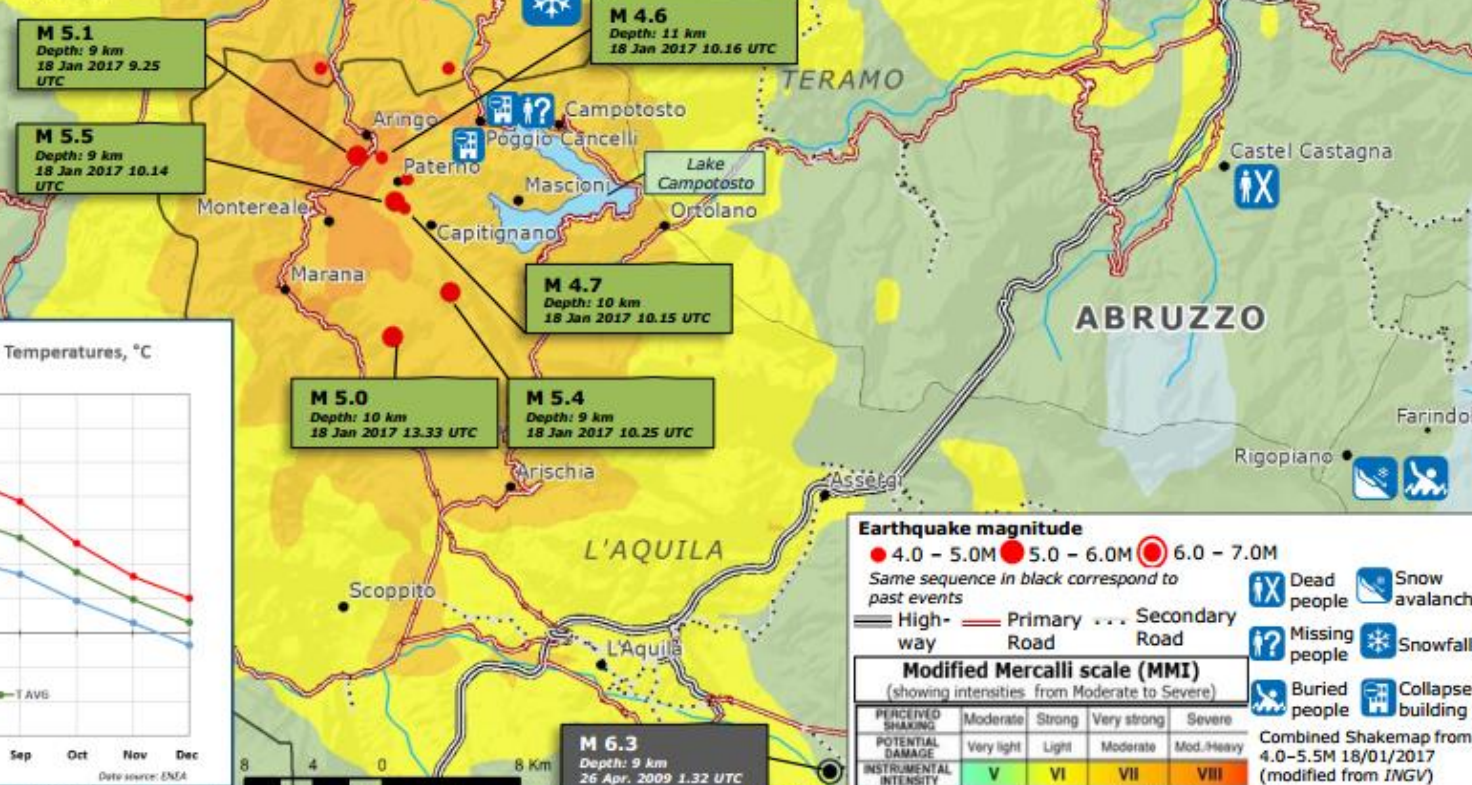 M 5.1
Depth: 9 km
18 Jan 2017 9.25
UTC
M 4.6
Depth: 11 km
18 Jan 2017 10.16 UTC
TERAMO
Aringo
Campotosto
Poggio Cancelli
M 5.5
Depth: 9 km
18 Jan 2017 10.14
UTC
Paterno
Lake
Campotosto
Castel Castagna
Mascioni
Montereale
Ortolano
Capitignano
Marana
M 4.7
Depth: 10 km
18 Jan 2017 10.15 UTC
ABRUZZO
Temperatures, °C
M 5.0
Depth: 10 km
18 Jan 2017 13.33 UTC
M 5.4
Depth: 9 km
18 Jan 2017 10.25 UTC
Farindo
Rigopiano
Arischia
Assergi
L'AQUILA
Scoppito
L'Aquila
T AVG
Sep Oct Nov Dec
Data source: ENEA
8 4 0 8 Km
M 6.3
Depth: 9 km
26 Apr. 2009 1.32 UTC
Earthquake magnitude
4.0 – 5.0M 5.0 – 6.0M 6.0 – 7.0M
Same sequence in black correspond to
past events
High-
way
Primary
Road
Secondary
Road
Dead
people
Snow
avalanch
Missing
people
Snowfall
Buried
people
Collapse
building
Modified Mercalli scale (MMI)
(showing intensities from Moderate to Severe)
PERCEIVED
SHAKING
Moderate Strong Very strong Severe
POTENTIAL
DAMAGE
Very light Light Moderate Mod./Heavy
INSTRUMENTAL
INTENSITY
V VI VII VIII
Combined Shakemap from
4.0–5.5M 18/01/2017
(modified from INGV)